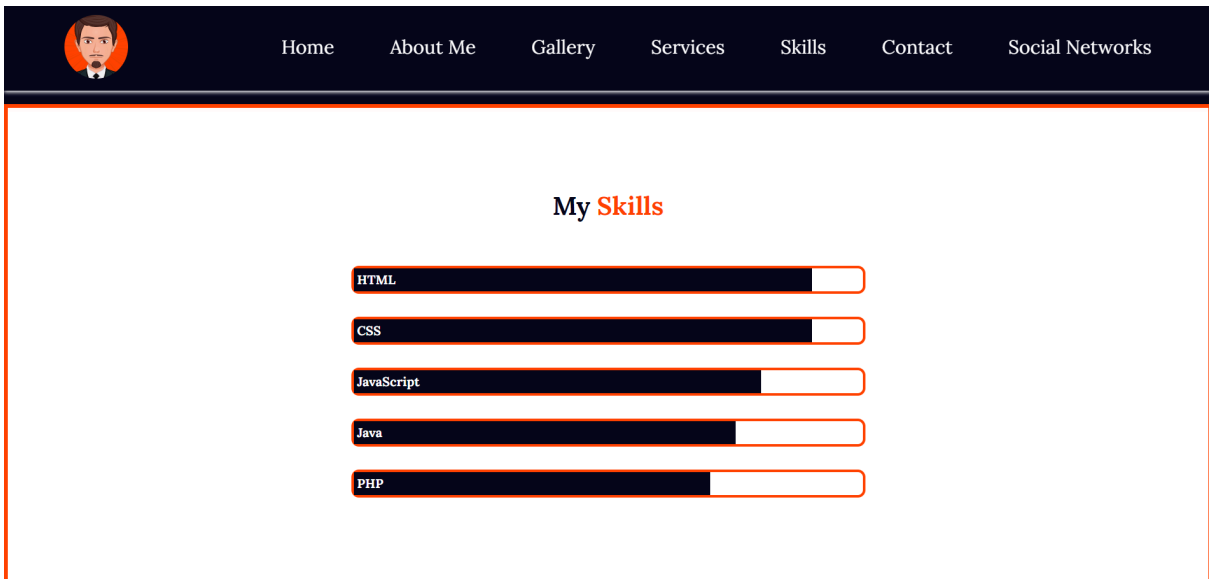 Home About Me Gallery Services Skills Contact Social Networks
My Skills
HTML
CSS
JavaScript
Java
PHP